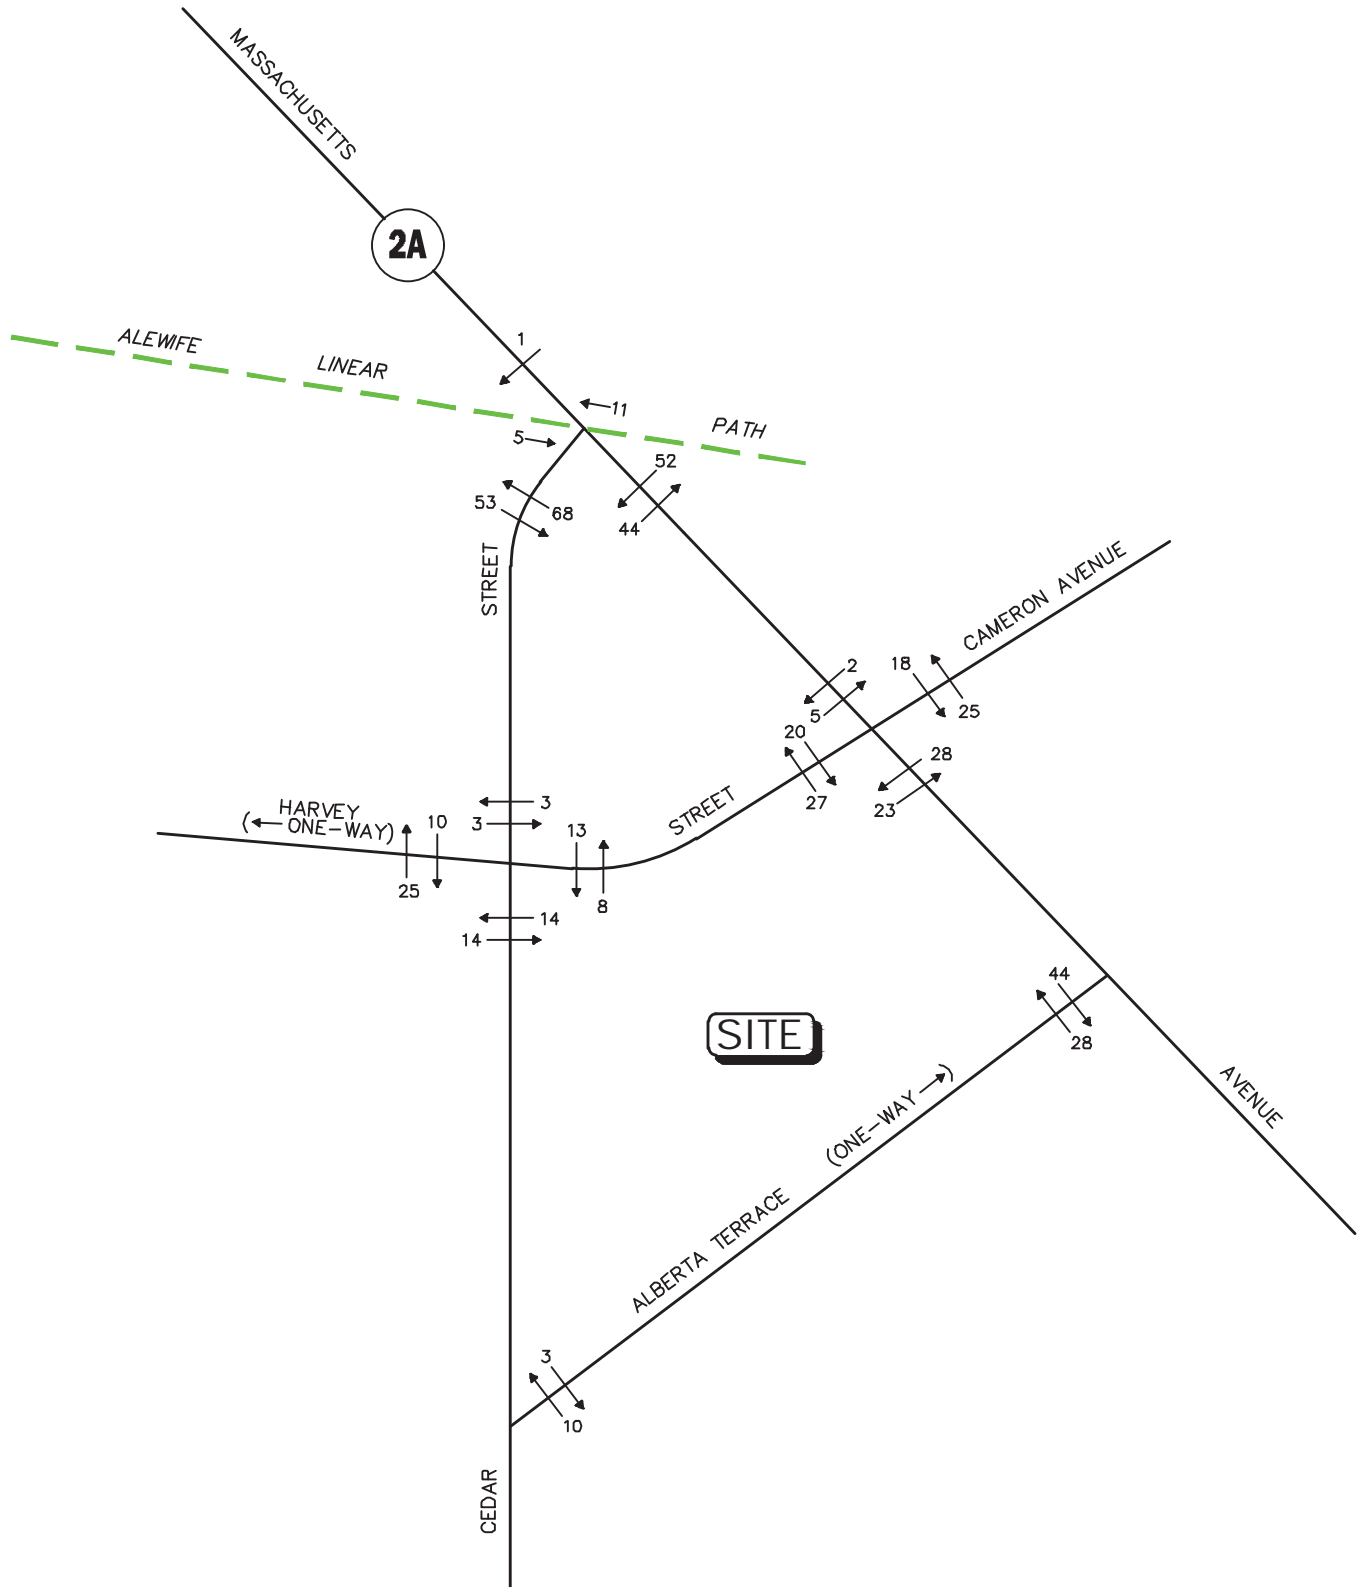 MASSACHUSETTS
2A
1
ALEWIFE LINEAR PATH
11
5
52
44
53
68
STREET
CAMERON AVENUE
2
5
18
25
20
27
28
23
STREET
HARVEY
(← ONE-WAY)
10
25
3
3
13
8
14
14
SITE
44
28
AVENUE
(ONE-WAY →)
ALBERTA TERRACE
3
10
CEDAR